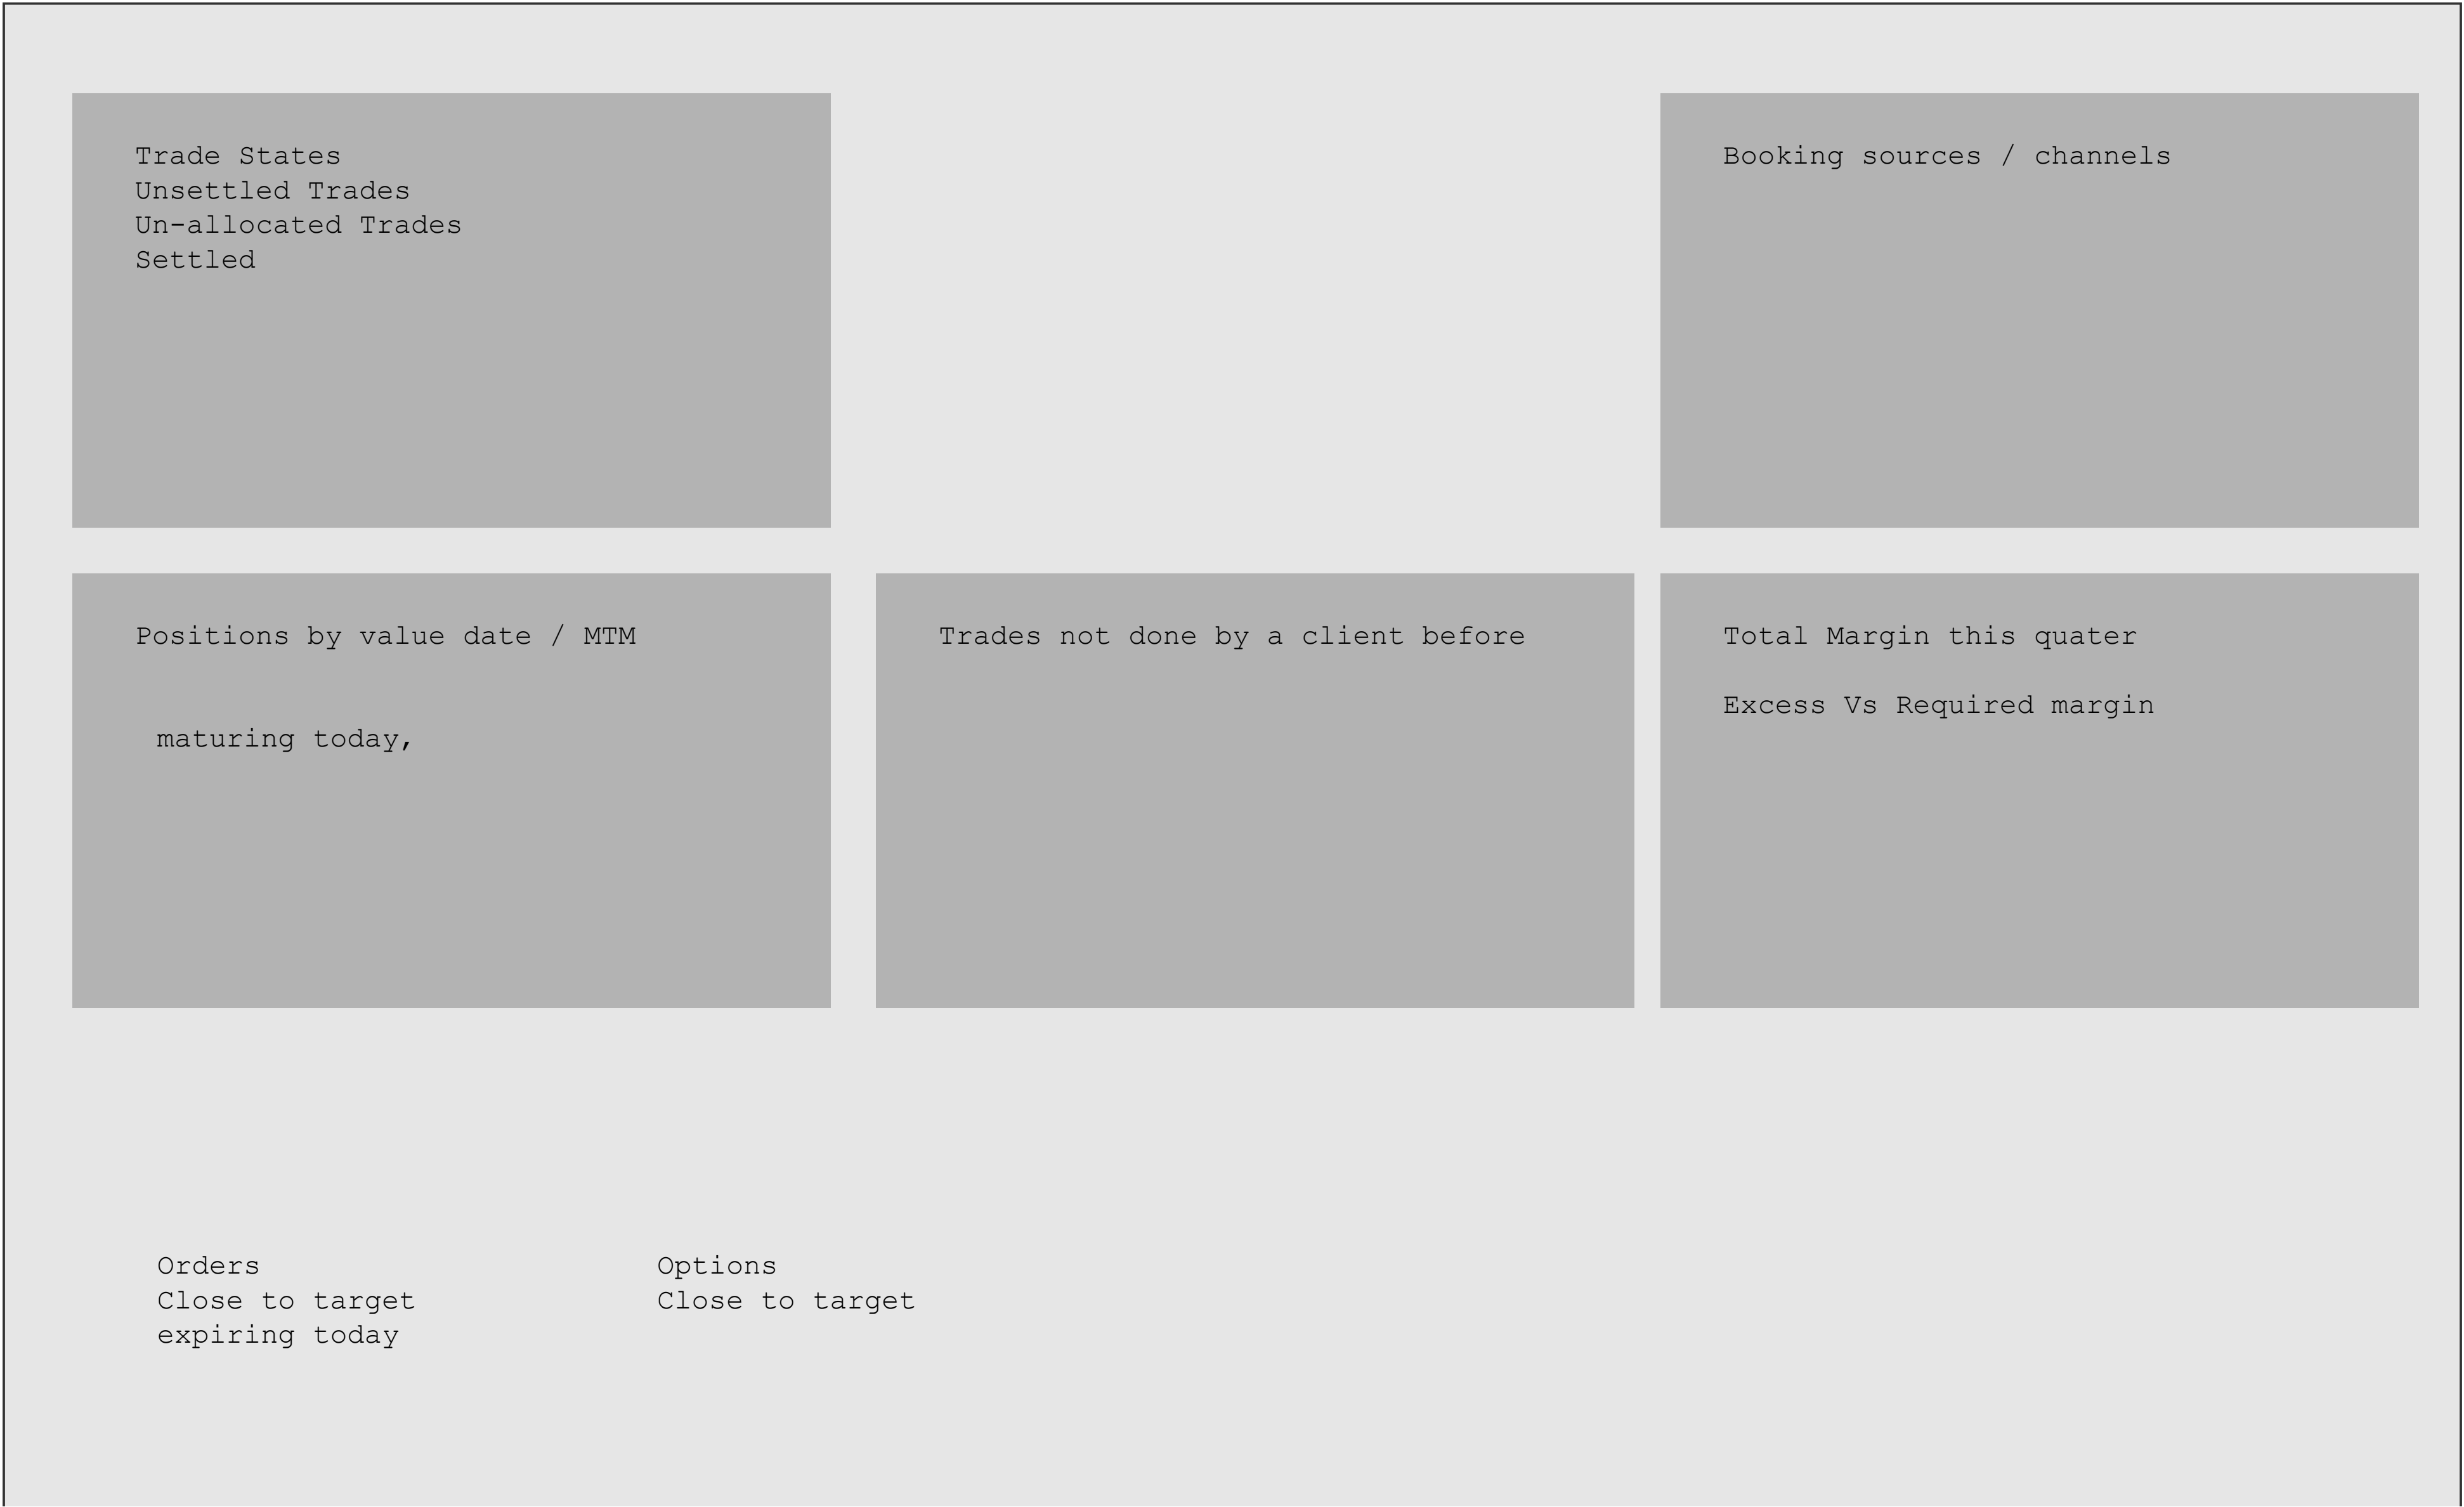 Trade States
Unsettled Trades
Un-allocated Trades
Settled
Booking sources / channels
Positions by value date / MTM
maturing today,
Trades not done by a client before
Total Margin this quater
Excess Vs Required margin
Orders
Close to target
expiring today
Options
Close to target